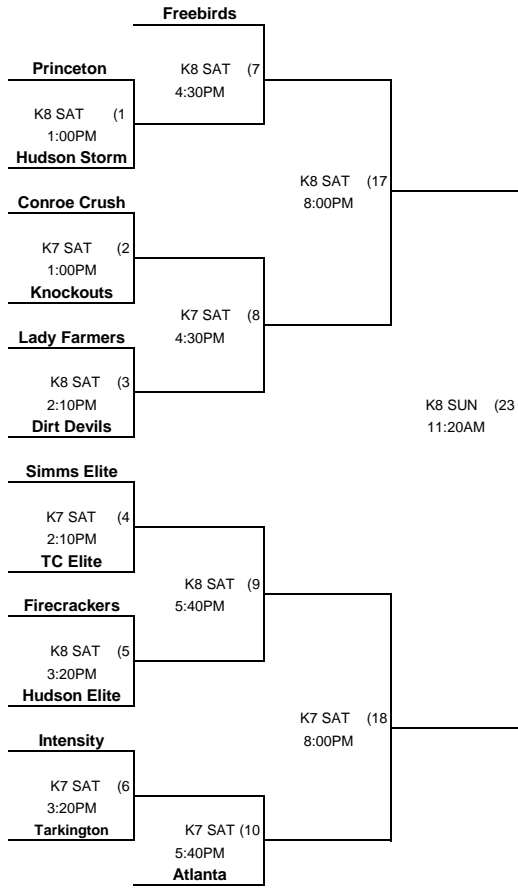 Freebirds
Princeton
K8 SAT (7
4:30PM
K8 SAT (1
1:00PM
Hudson Storm
K8 SAT (17
8:00PM
Conroe Crush
K7 SAT (2
1:00PM
Knockouts
K7 SAT (8
4:30PM
Lady Farmers
K8 SAT (3
2:10PM
Dirt Devils
K8 SUN (23
11:20AM
Simms Elite
K7 SAT (4
2:10PM
TC Elite
K8 SAT (9
5:40PM
Firecrackers
K8 SAT (5
3:20PM
Hudson Elite
K7 SAT (18
8:00PM
Intensity
K7 SAT (6
3:20PM
Tarkington
K7 SAT (10
5:40PM
Atlanta